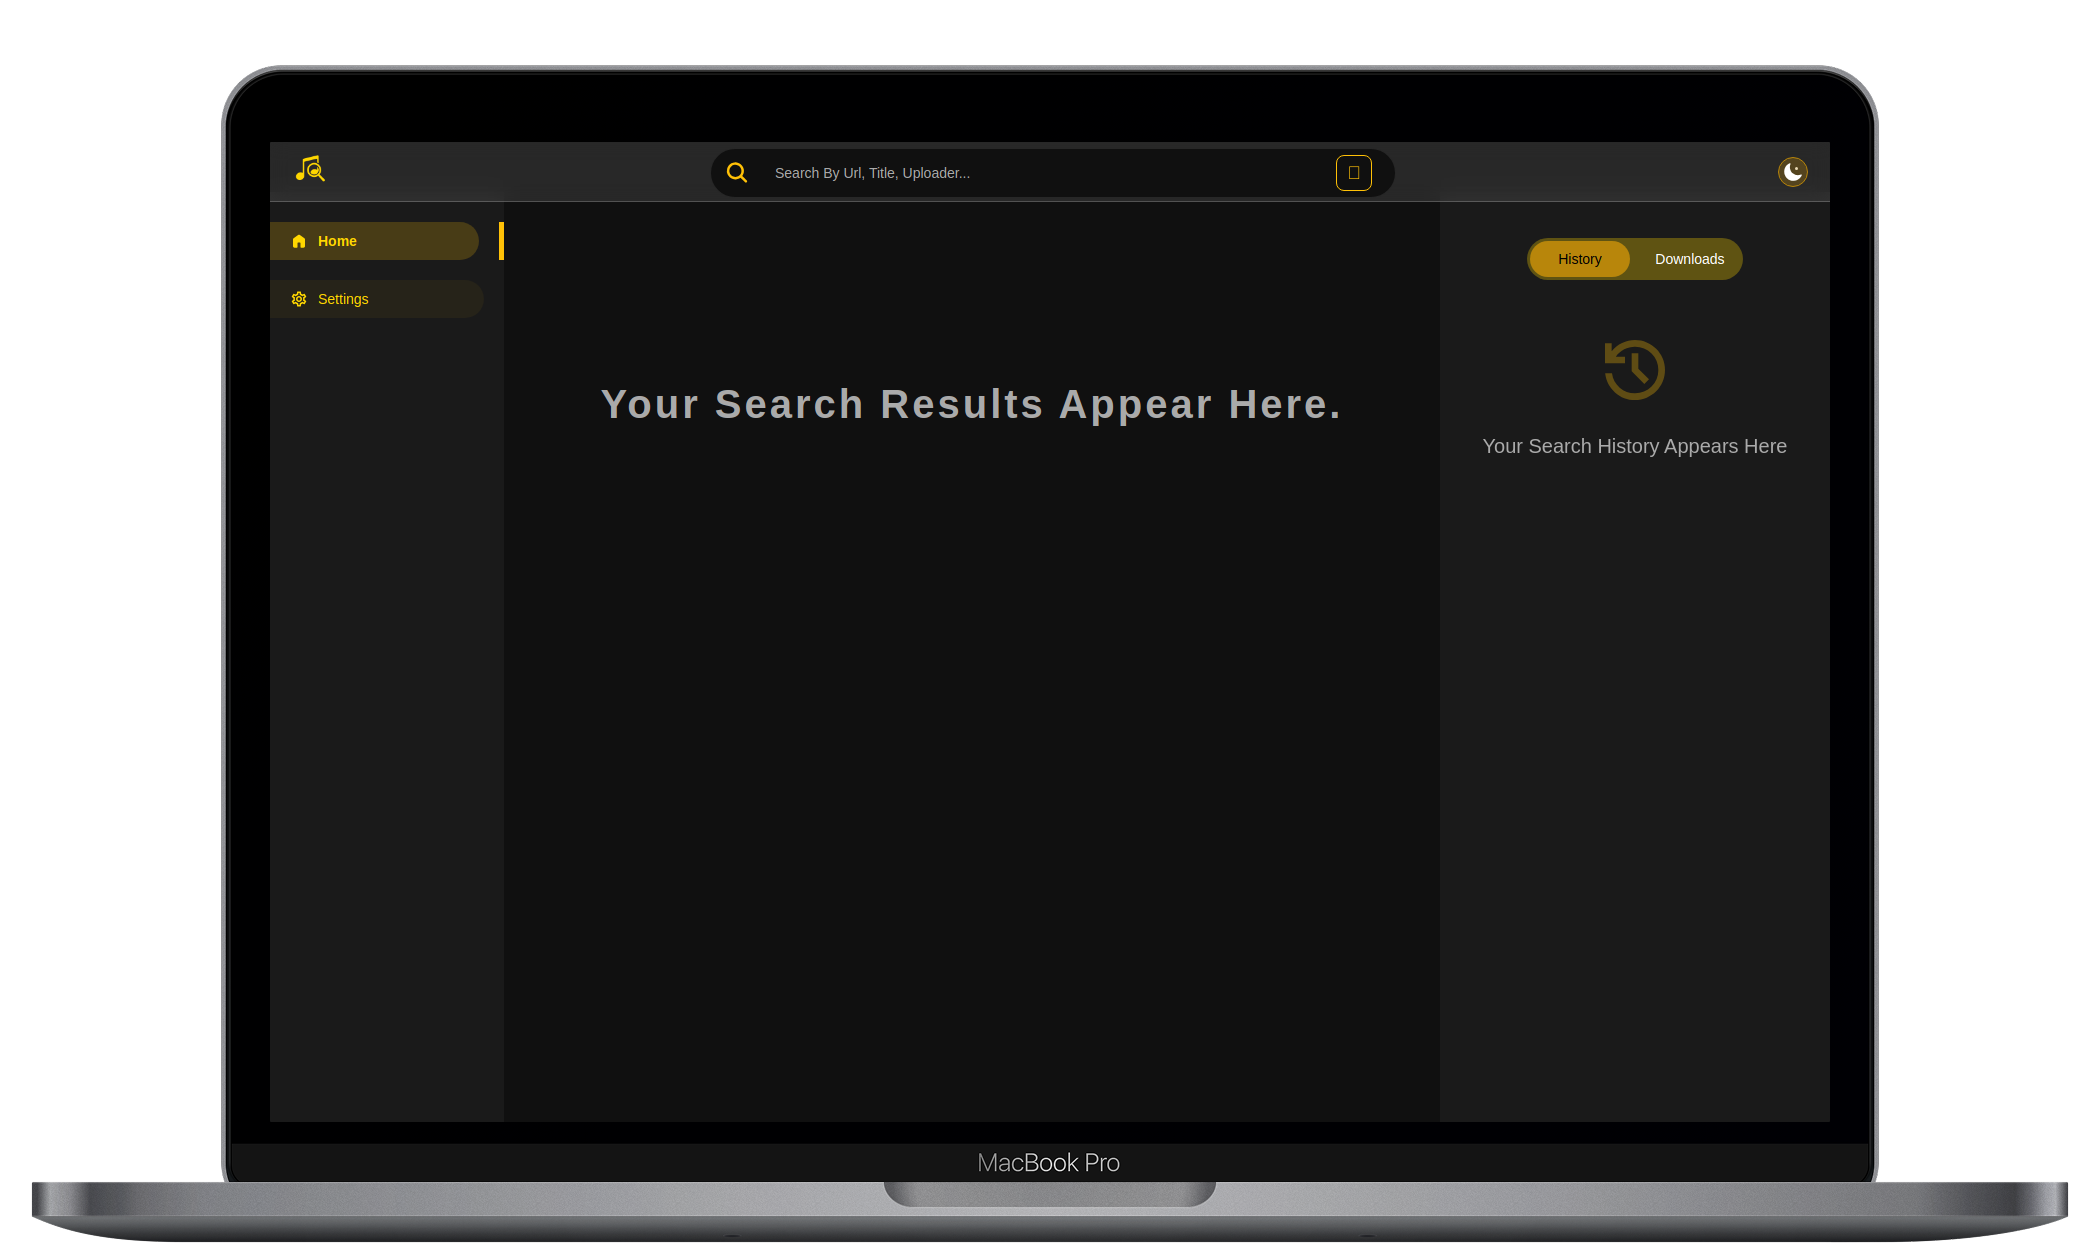 Search By Url, Title, Uploader...
Home
Settings
Your Search Results Appear Here.
History
Downloads
Your Search History Appears Here
MacBook Pro